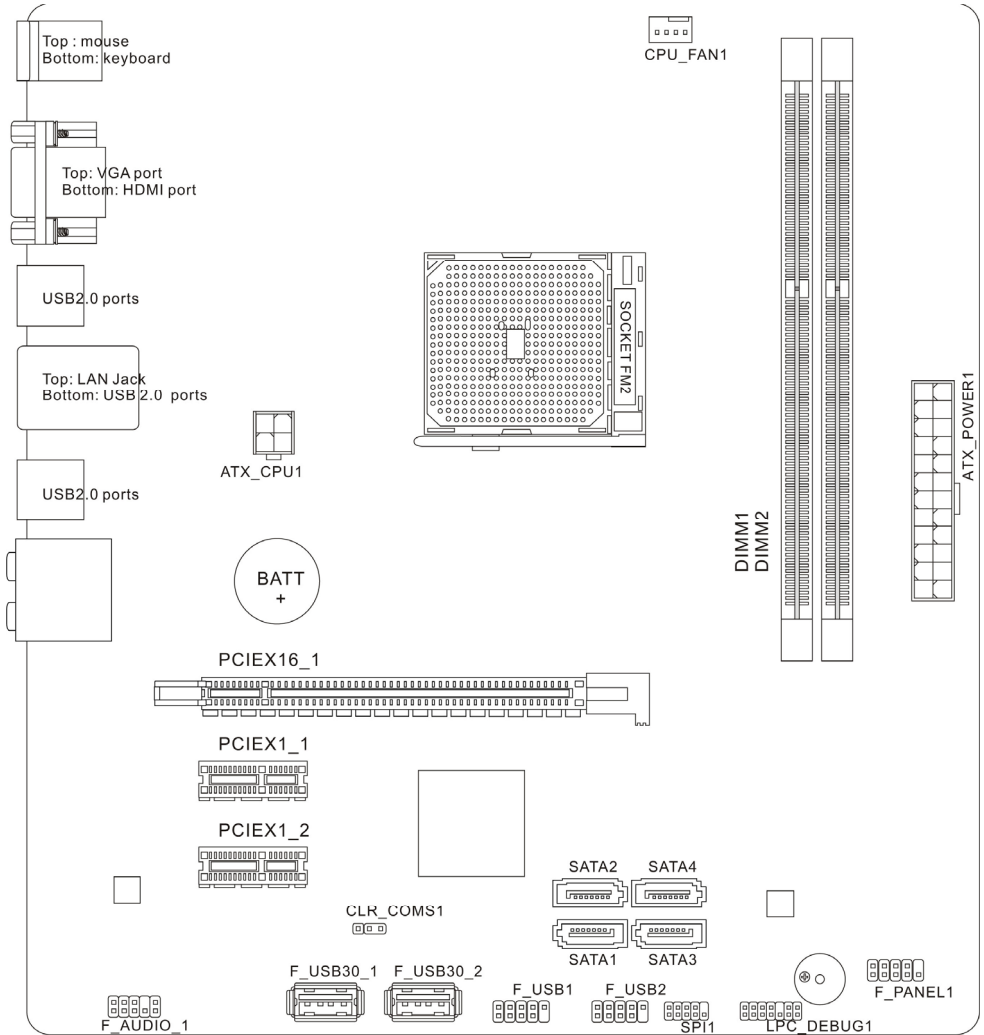 Top : mouse
Bottom: keyboard
CPU_FAN1
Top: VGA port
Bottom: HDMI port
USB2.0 ports
SOCKET FM2
Top: LAN Jack
Bottom: USB 2.0 ports
ATX_POWER1
ATX_CPU1
USB2.0 ports
DIMM1
DIMM2
BATT
+
PCIEX16_1
PCIEX1_1
PCIEX1_2
SATA2
SATA4
CLR_COMS1
SATA1
SATA3
F_USB30_1
F_USB30_2
F_USB1
F_USB2
F_PANEL1
F_AUDIO_1
SPI1
LPC_DEBUG1